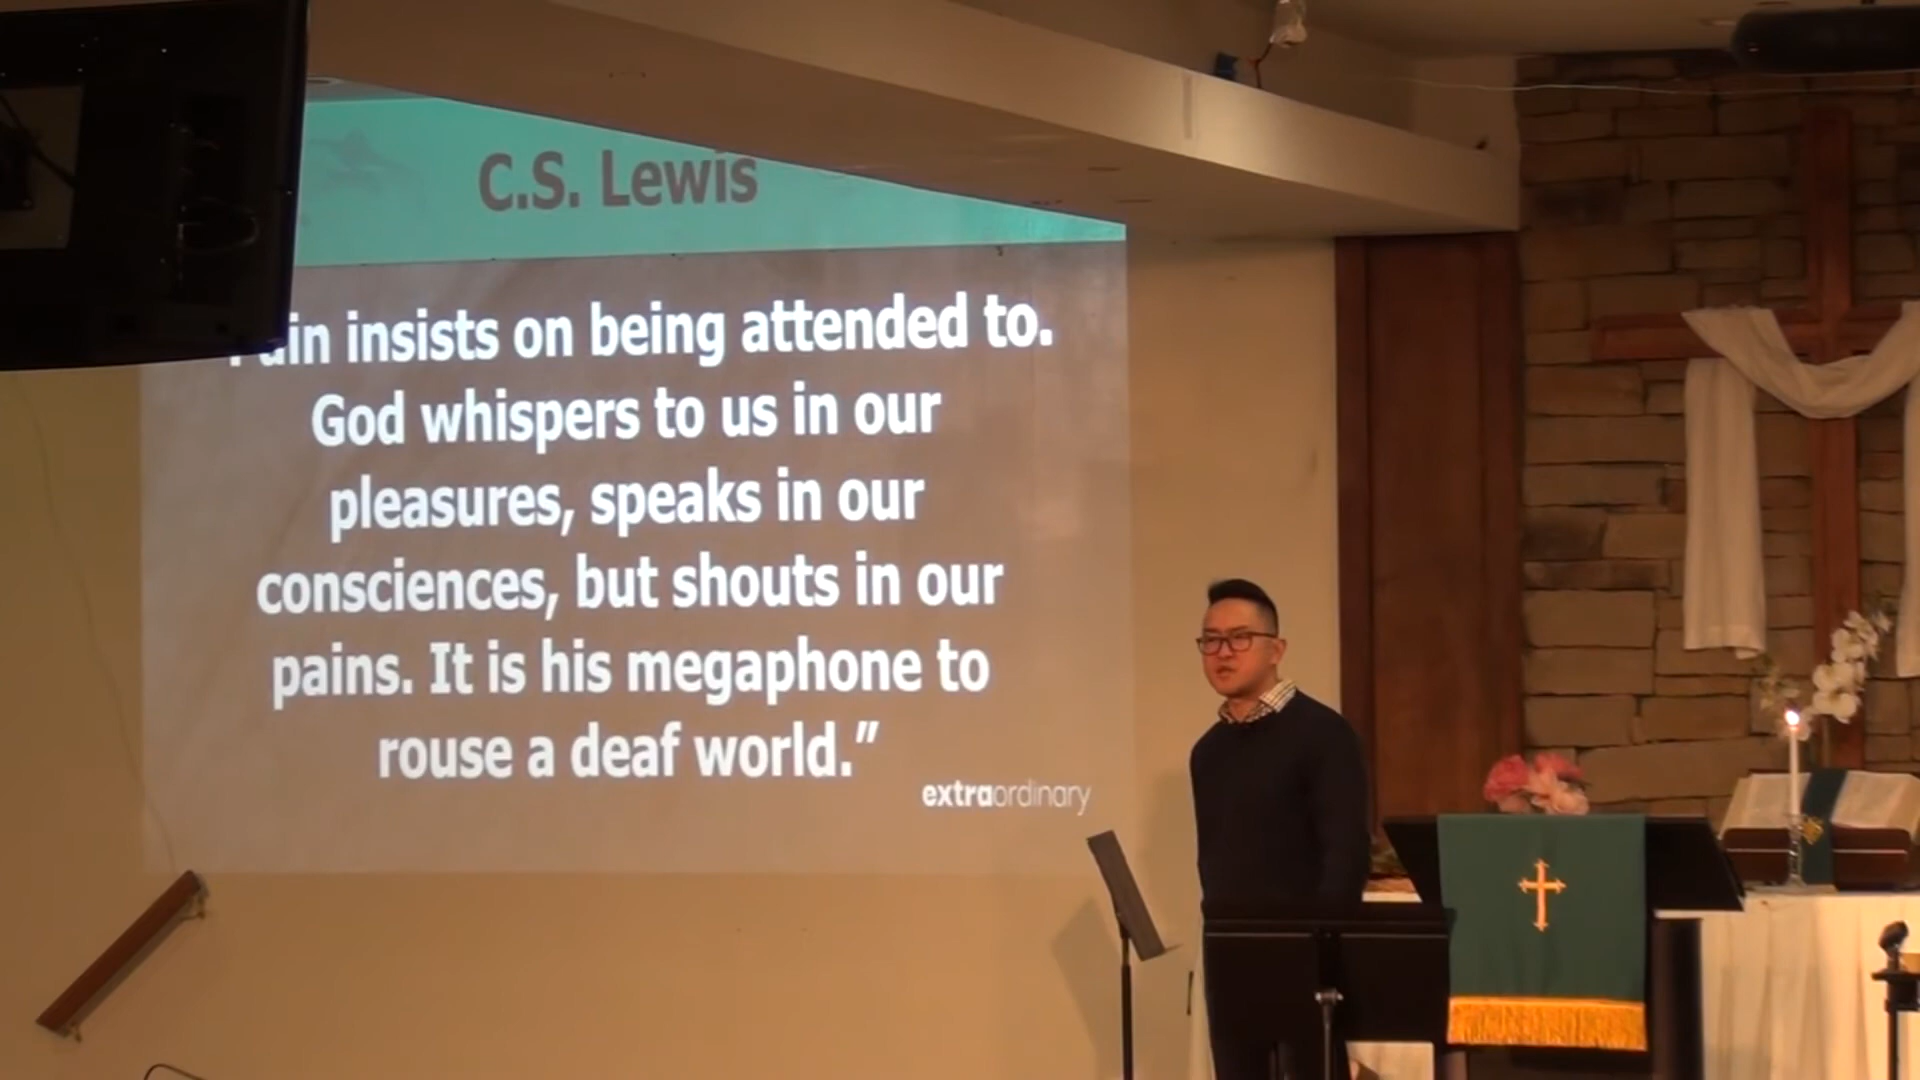 C.S. Lewis
insists on being attended to.
God whispers to us in our
pleasures, speaks in our
consciences, but shouts in our
pains. It is his megaphone to
rouse a deaf world.”
extraordinary